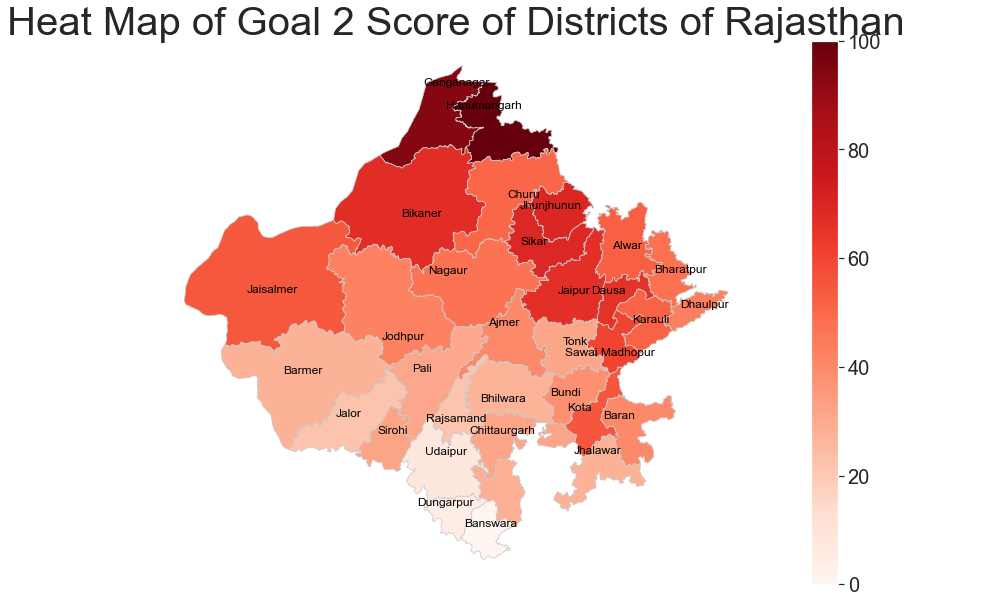 Heat Map of Goal 2 Score of Districts of Rajasthan
100
80
60
40
20
0
Ganganagar
Hanumangarh
Churu
Jhunjhunun
Bikaner
Sikar
Alwar
Nagaur
Bharatpur
Jaisalmer
Jaipur
Dausa
Dhaulpur
Ajmer
Karauli
Jodhpur
Tonk
Sawai Madhopur
Barmer
Pali
Bundi
Bhilwara
Kota
Jalor
Baran
Rajsamand
Sirohi
Chittaurgarh
Udaipur
Jhalawar
Dungarpur
Banswara